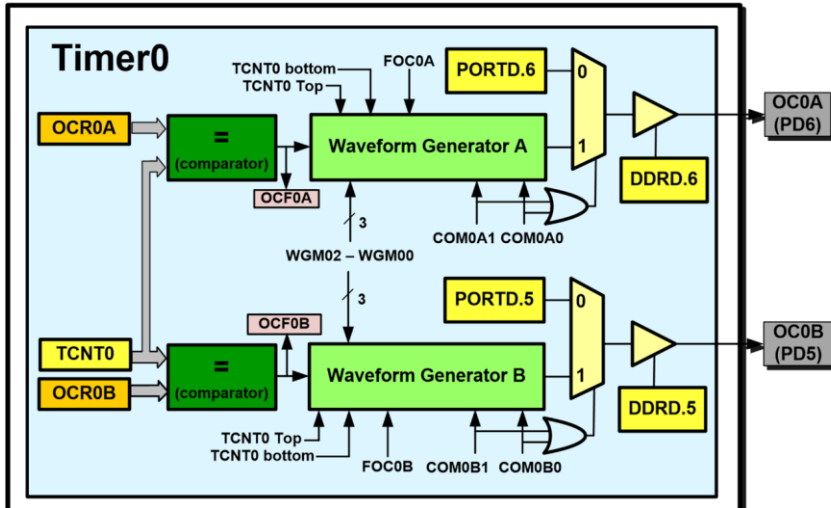 Timer0
TCNT0 bottom
TCNT0 Top
FOC0A
PORTD.6
0
OC0A
(PD6)
OCR0A
=
(comparator)
Waveform Generator A
1
OCF0A
DDRD.6
3
COM0A1 COM0A0
WGM02 – WGM00
3
PORTD.5
0
OCF0B
OC0B
(PD5)
TCNT0
=
(comparator)
Waveform Generator B
1
OCR0B
DDRD.5
TCNT0 Top
TCNT0 bottom
FOC0B
COM0B1 COM0B0